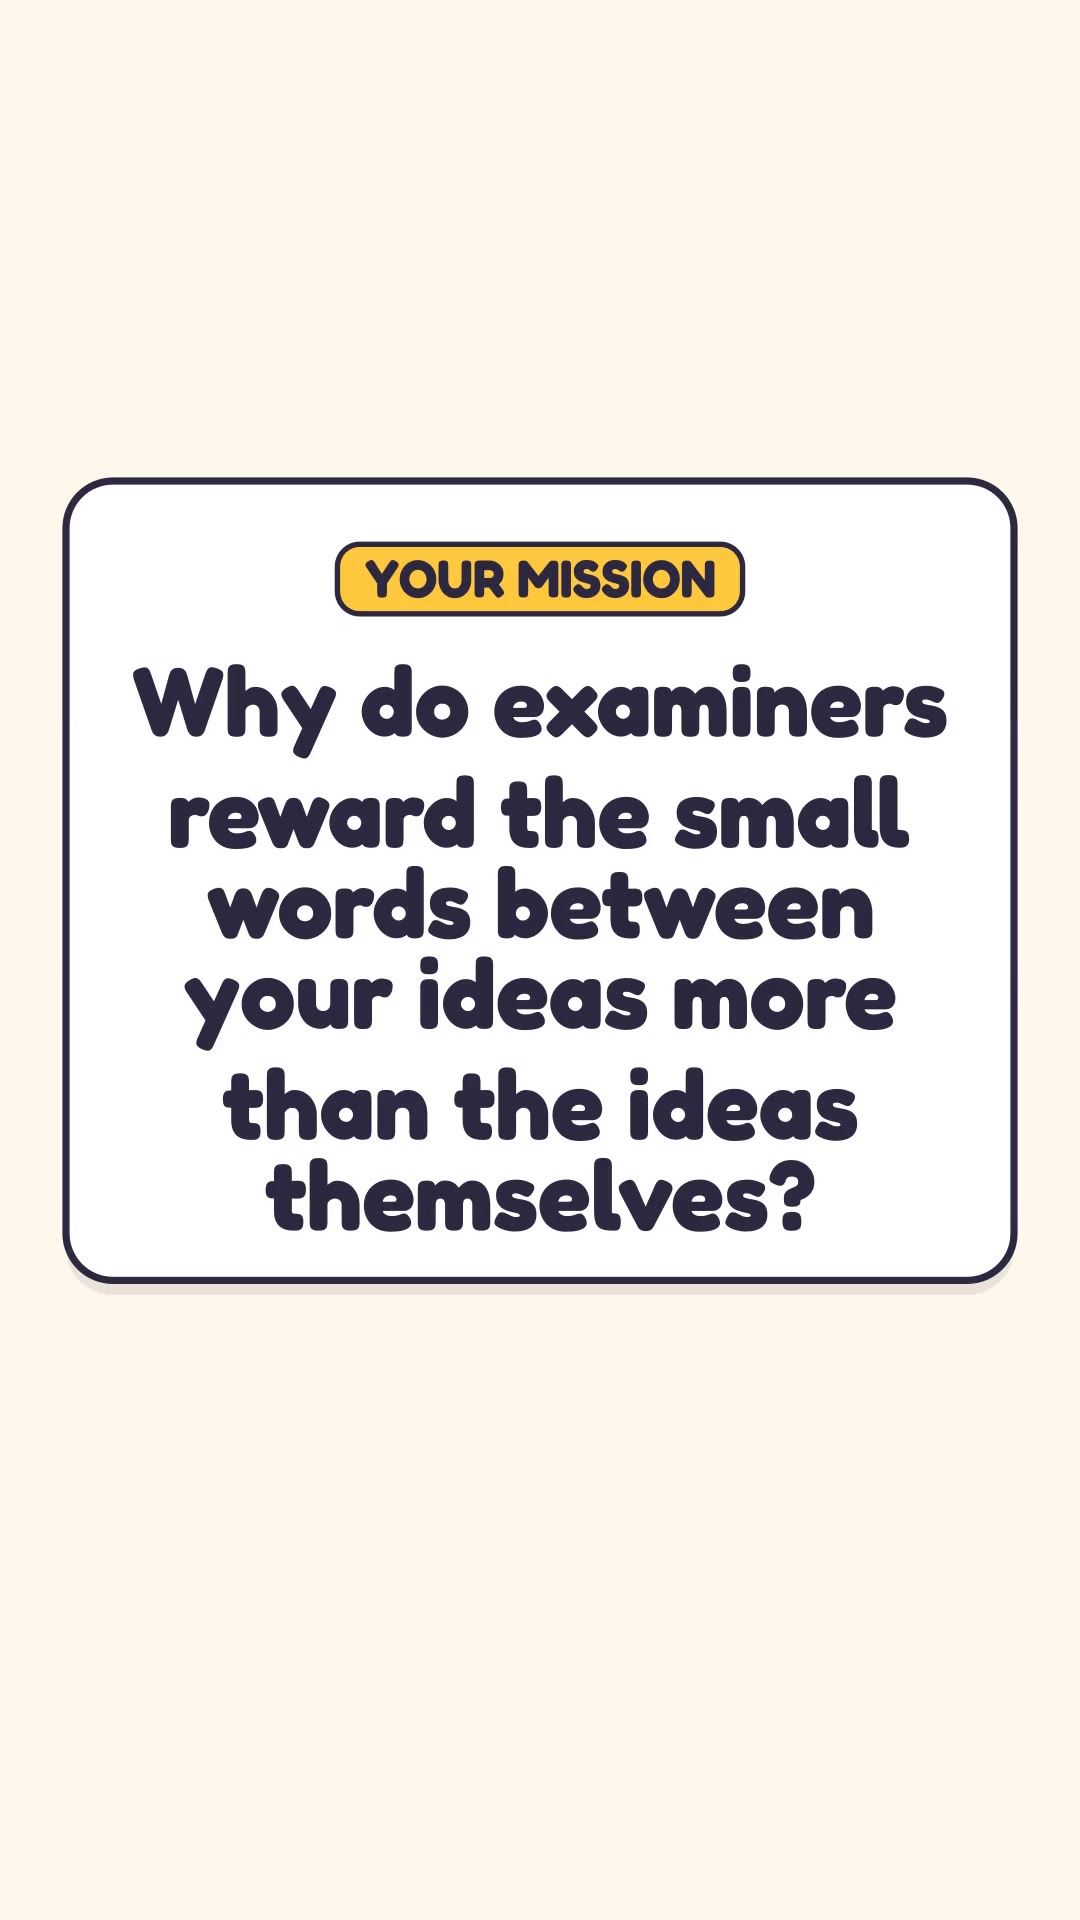 YOUR MISSION
Why do examiners
reward the small
words between
your ideas more
than the ideas
themselves?